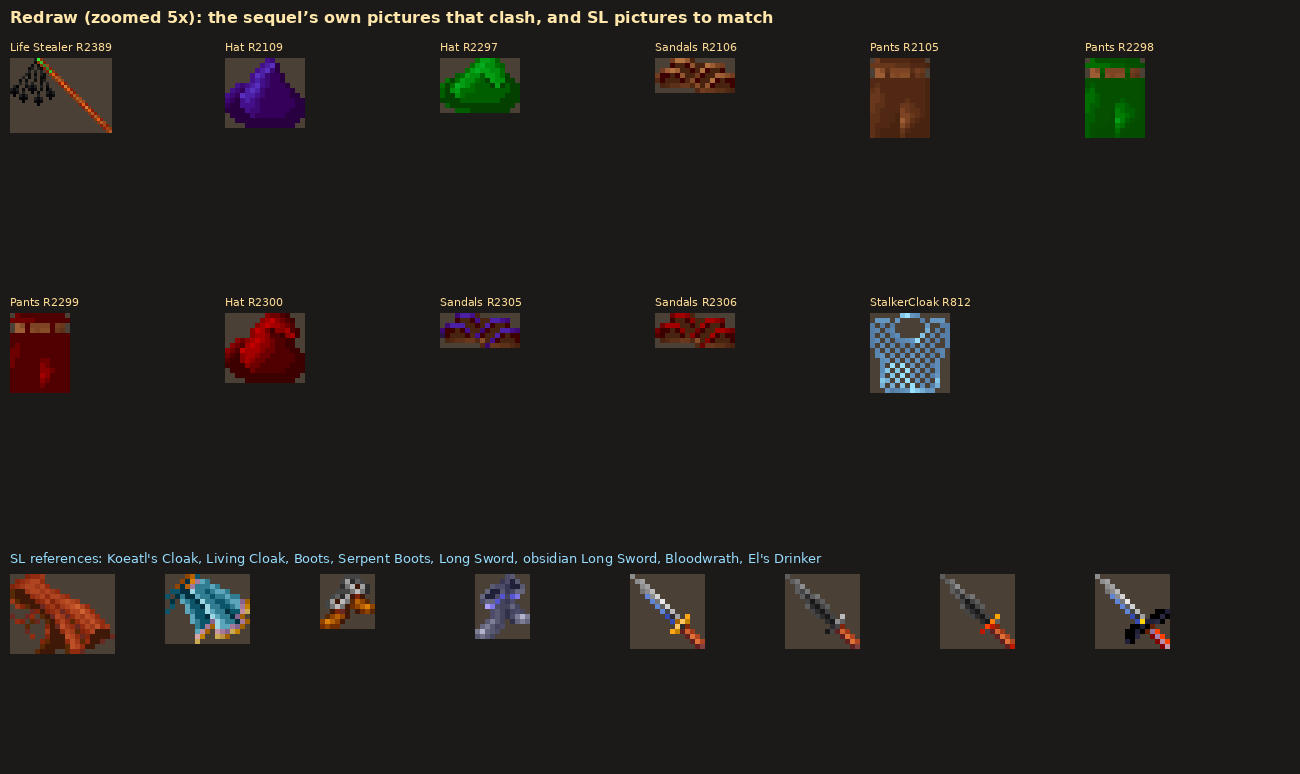 Redraw (zoomed 5x): the sequel’s own pictures that clash, and SL pictures to match
Life Stealer R2389 Hat R2109 Hat R2297 Sandals R2106 Pants R2105 Pants R2298
Pants R2299 Hat R2300 Sandals R2305 Sandals R2306 StalkerCloak R812
SL references: Koeatl's Cloak, Living Cloak, Boots, Serpent Boots, Long Sword, obsidian Long Sword, Bloodwrath, El's Drinker